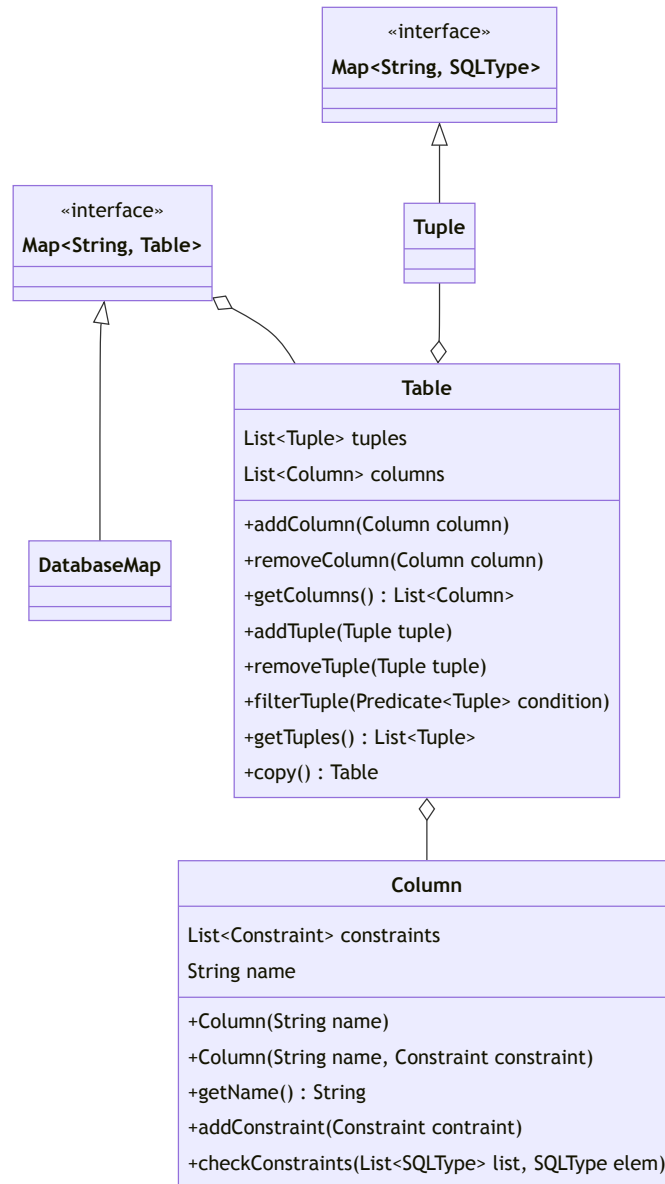 «interface»
Map<String, SQLType>
«interface»
Map<String, Table>
Tuple
Table
List<Tuple> tuples
List<Column> columns
+addColumn(Column column)
+removeColumn(Column column)
+getColumns() : List<Column>
+addTuple(Tuple tuple)
+removeTuple(Tuple tuple)
+filterTuple(Predicate<Tuple> condition)
+getTuples() : List<Tuple>
+copy() : Table
DatabaseMap
Column
List<Constraint> constraints
String name
+Column(String name)
+Column(String name, Constraint constraint)
+getName() : String
+addConstraint(Constraint contraint)
+checkConstraints(List<SQLType> list, SQLType elem)